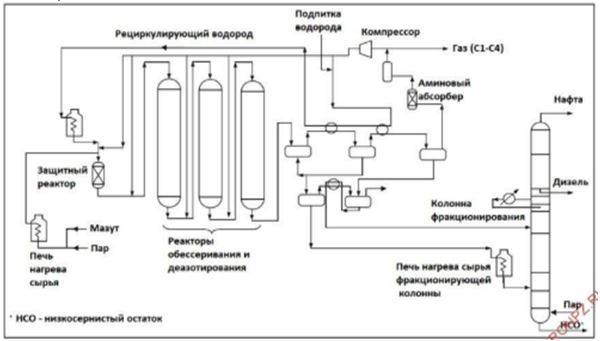 Подпитка
водорода
Компрессор
Рециркулирующий водород
Газ (С1-С4)
Аминовый
абсорбер
Нафта
Защитный
реактор
Дизель
Колонна
фракционирования
Мазут
Пар
Печь
нагрева
сырья
Реакторы
обессеривания и
деазотирования
Печь нагрева сырья
фракционирующей
колонны
Пар
НСО*
* НСО - низкосернистый остаток